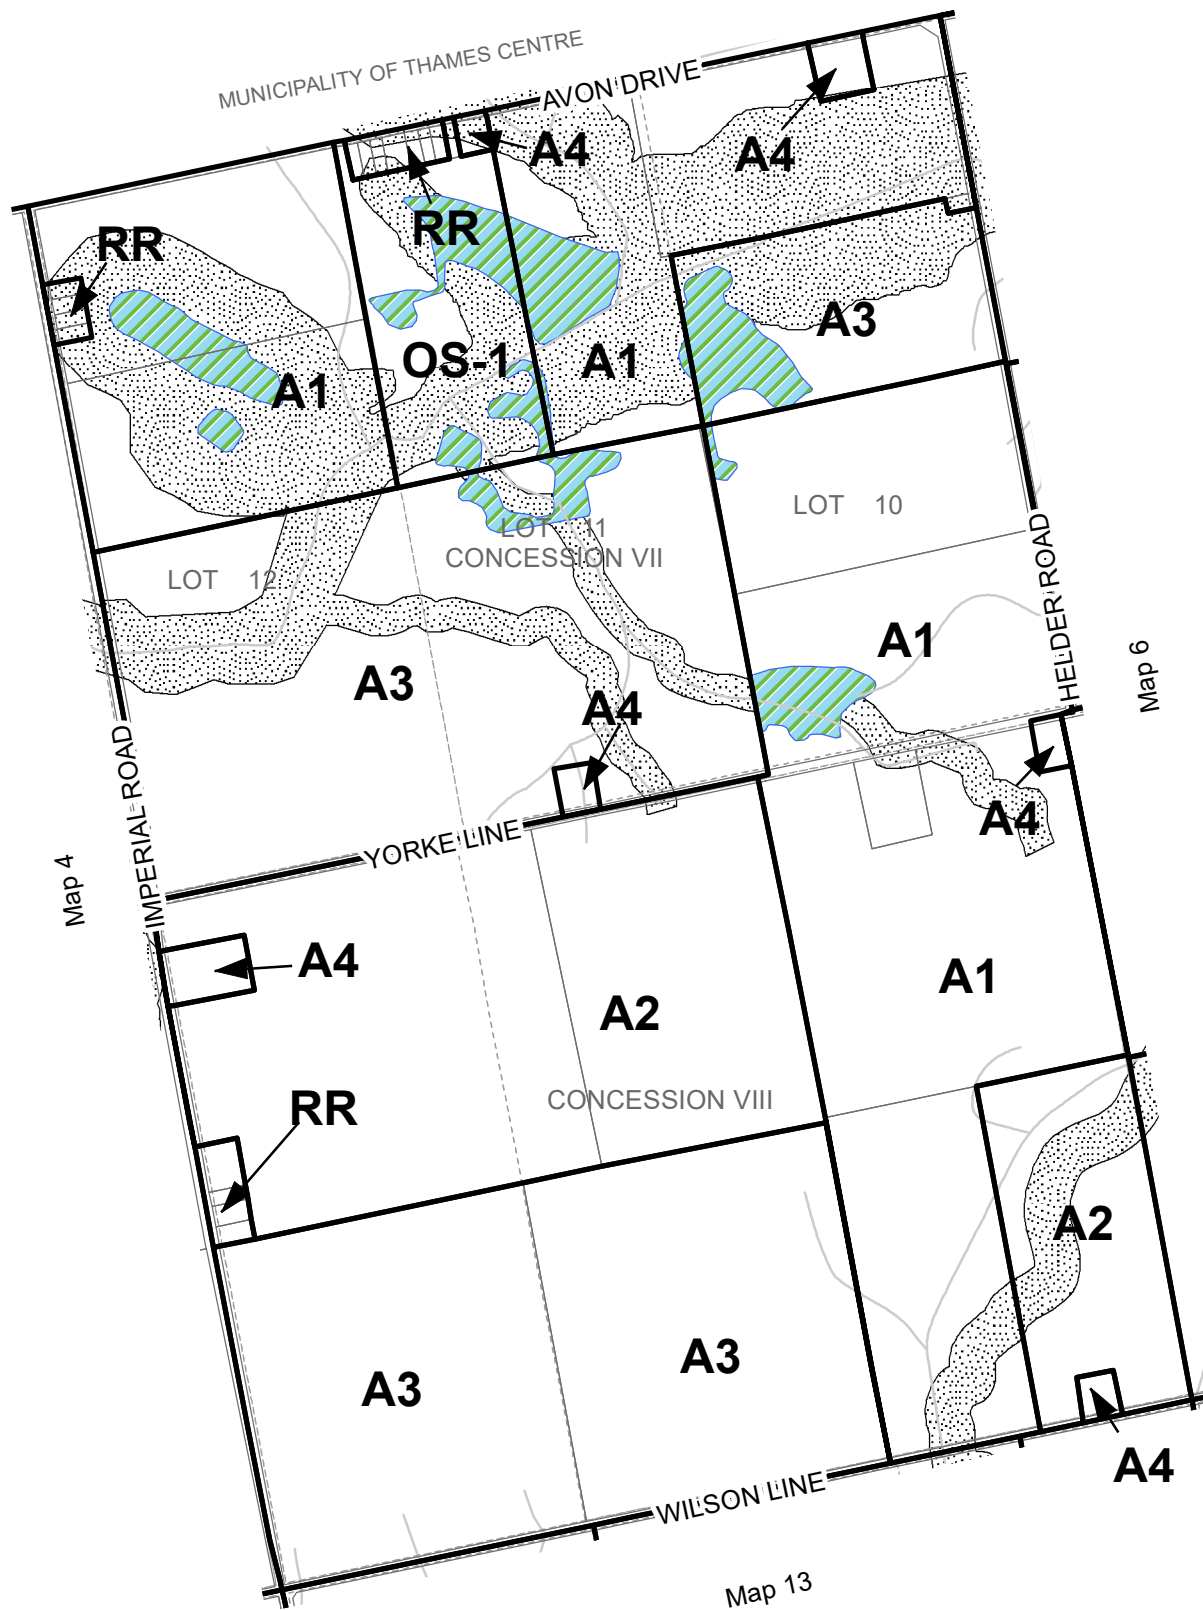 MUNICIPALITY OF THAMES CENTRE
AVON DRIVE
A4
A4
RR
RR
A3
OS-1
A1
A1
LOT 10
LOT 11
CONCESSION VII
LOT 12
HELDER ROAD
A1
Map 6
A3
A4
IMPERIAL ROAD
A4
YORKE LINE
Map 4
A4
A1
A2
CONCESSION VIII
RR
A2
A3
A3
A4
WILSON LINE
Map 13